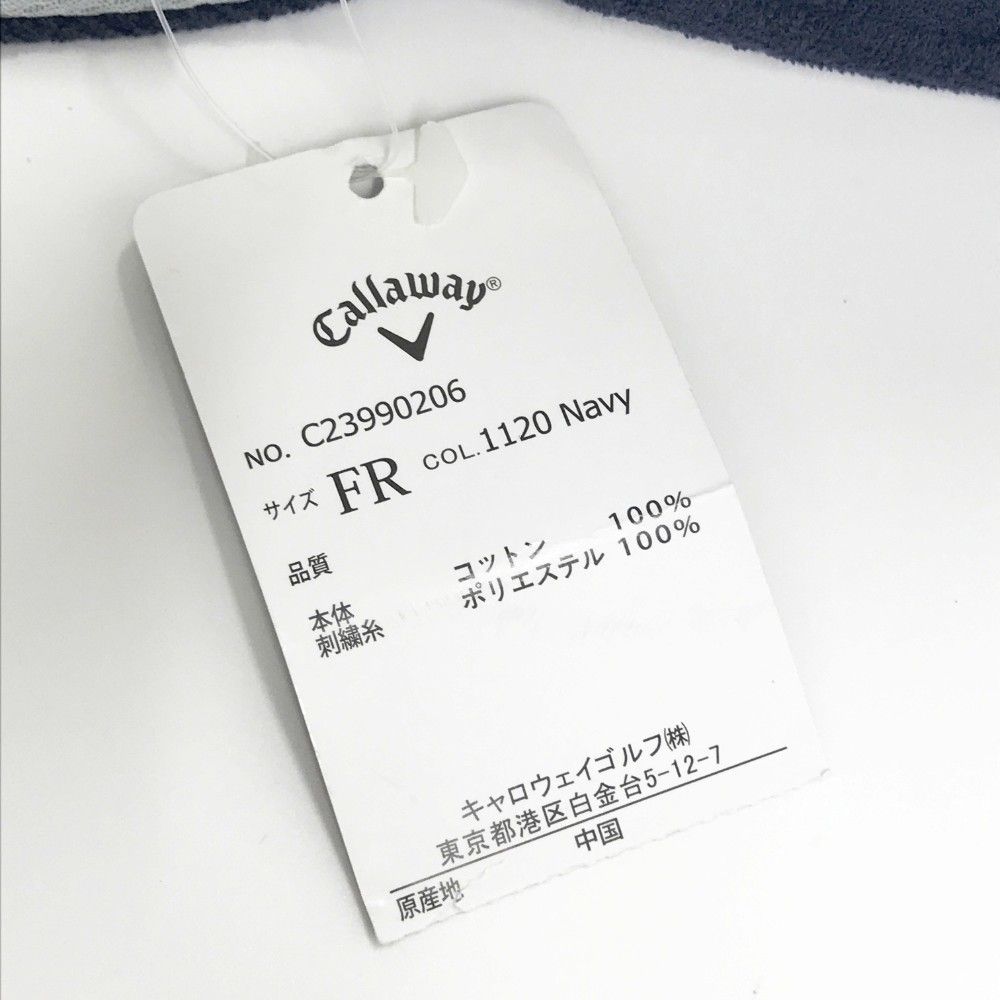 Callaway®
NO. C23990206
サイズ FR COL.1120 Navy
品質
本体 コットン 100%
刺繍糸 ポリエステル 100%
キャロウェイゴルフ㈱
東京都港区白金台5-12-7
原産地 中国